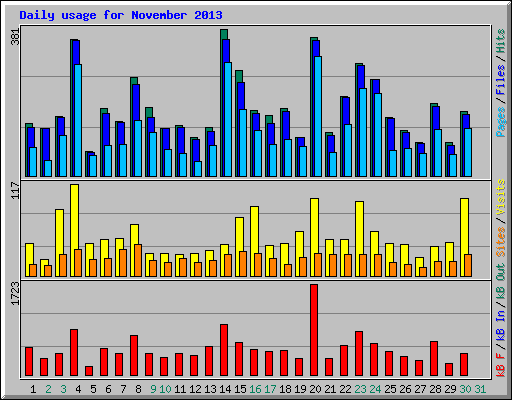 Daily usage for November 2013
381
Pages / Files / Hits
117
Sites / Visits
1723
kB F / kB In / kB Out
1 2 3 4 5 6 7 8 9 10 11 12 13 14 15 16 17 18 19 20 21 22 23 24 25 26 27 28 29 30 31